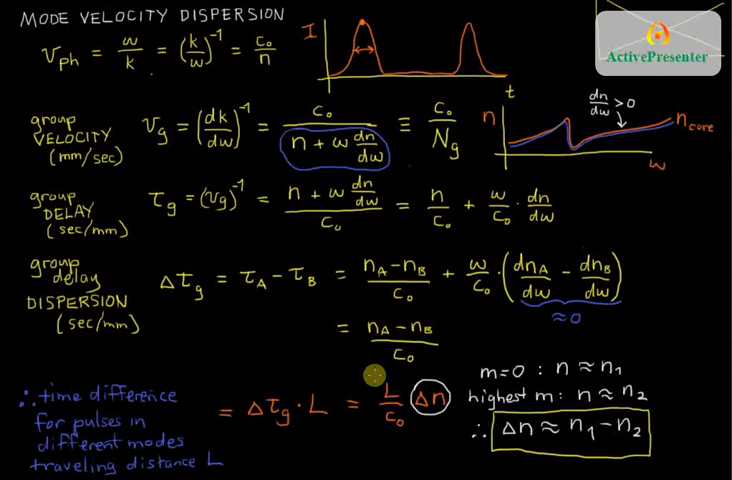 MODE VELOCITY DISPERSION
v_ph = ω/k = (k/ω)^-1 = c₀/n
I
t
ActivePresenter
group
VELOCITY
(mm/sec)
v_g = (dk/dω)^-1 = c₀/(n + ω dn/dω) ≡ c₀/N_g
n
dn/dω > 0
n_core
ω
group
DELAY
(sec/mm)
τ_g = (v_g)^-1 = (n + ω dn/dω)/c₀ = n/c₀ + ω/c₀ · dn/dω
group
delay
DISPERSION
(sec/mm)
Δτ_g = τ_A - τ_B = (n_A - n_B)/c₀ + ω/c₀ · (dn_A/dω - dn_B/dω)
≈0
= (n_A - n_B)/c₀
∴ time difference
for pulses in
different modes
traveling distance L
= Δτ_g · L = L/c₀ Δn
m=0 : n ≈ n₁
highest m: n ≈ n₂
∴ Δn ≈ n₁ - n₂